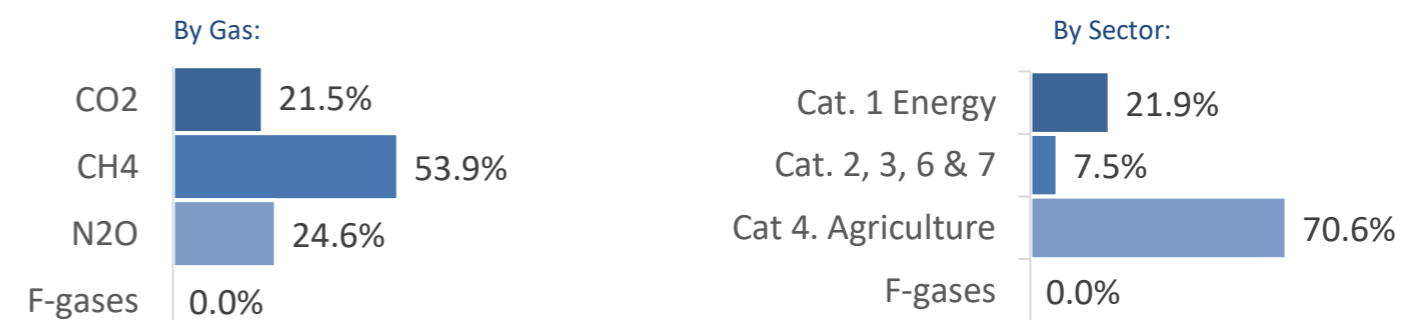 By Gas:
CO2 21.5%
CH4 53.9%
N2O 24.6%
F-gases 0.0%
By Sector:
Cat. 1 Energy 21.9%
Cat. 2, 3, 6 & 7 7.5%
Cat 4. Agriculture 70.6%
F-gases 0.0%